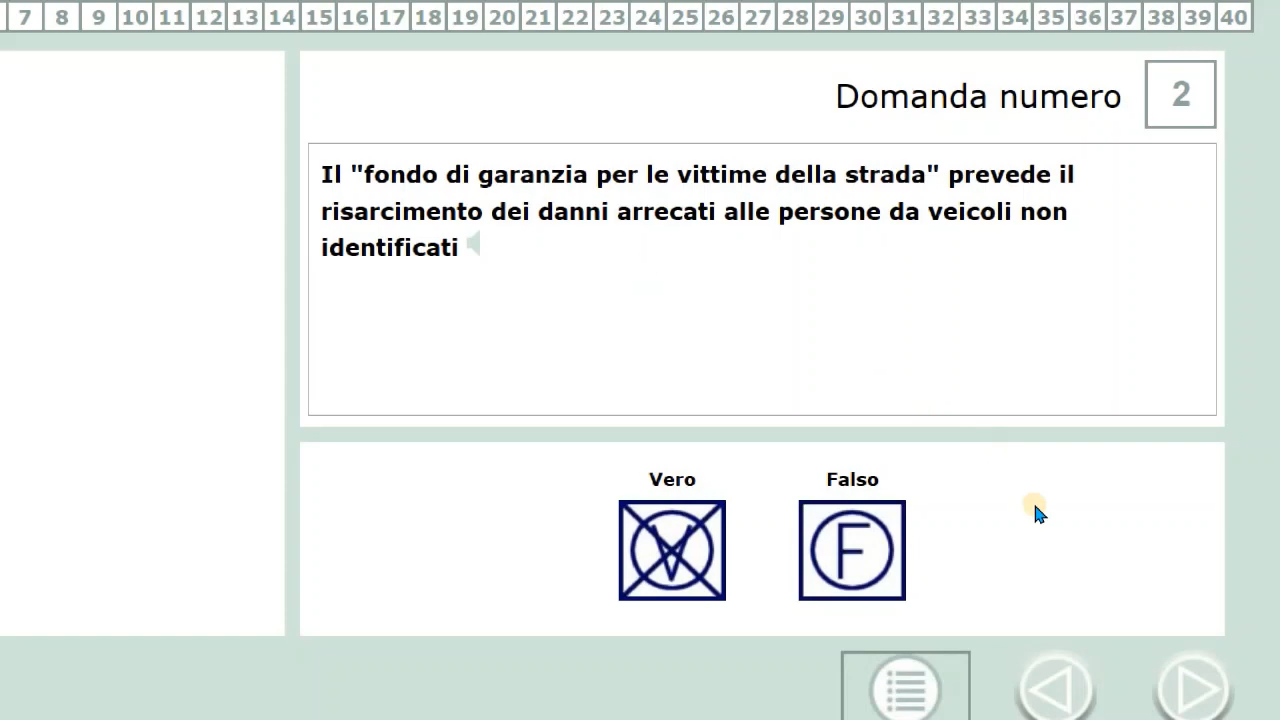 7 8 9 10 11 12 13 14 15 16 17 18 19 20 21 22 23 24 25 26 27 28 29 30 31 32 33 34 35 36 37 38 39 40
Domanda numero 2
Il "fondo di garanzia per le vittime della strada" prevede il
risarcimento dei danni arrecati alle persone da veicoli non
identificati
Vero Falso
V F